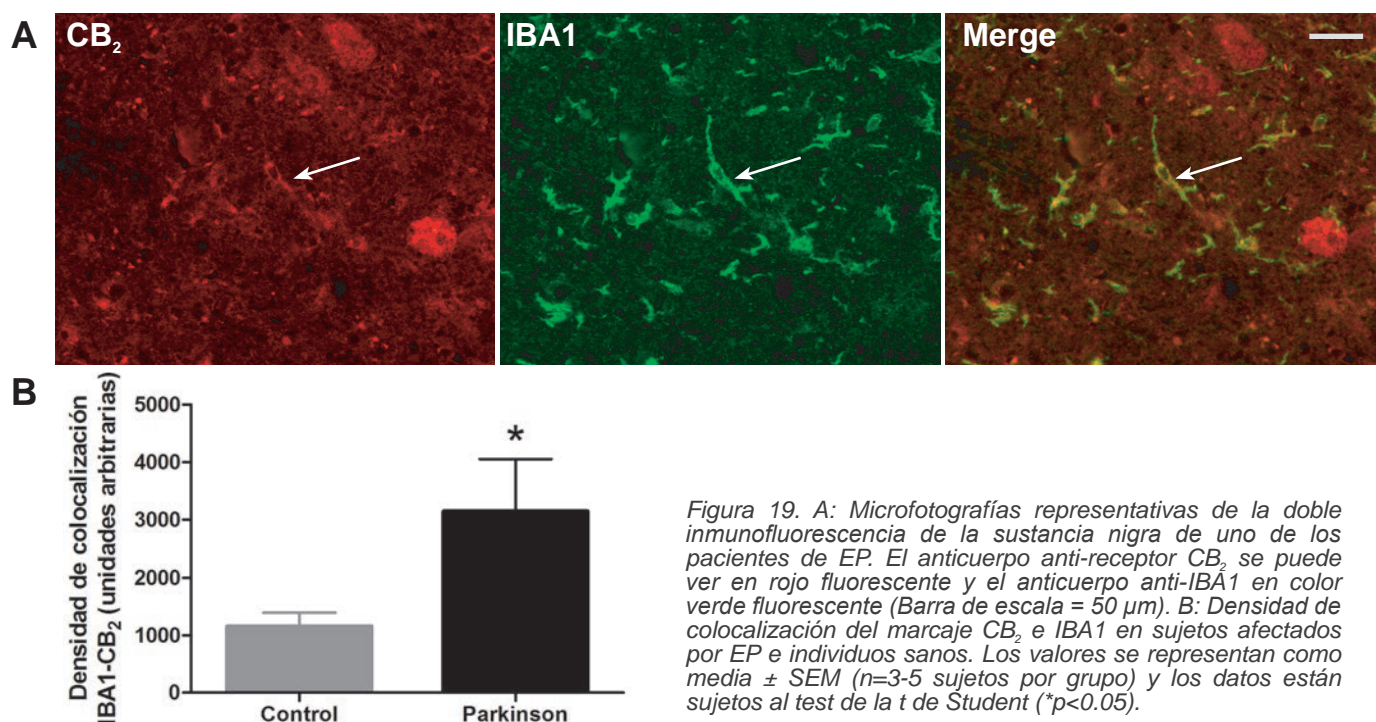 A
CB₂
IBA1
Merge
B
Densidad de colocalización
IBA1-CB₂ (unidades arbitrarias)
5000
4000
3000
2000
1000
0
*
Control
Parkinson
Figura 19. A: Microfotografías representativas de la doble
inmunofluorescencia de la sustancia nigra de uno de los
pacientes de EP. El anticuerpo anti-receptor CB₂ se puede
ver en rojo fluorescente y el anticuerpo anti-IBA1 en color
verde fluorescente (Barra de escala = 50 µm). B: Densidad de
colocalización del marcaje CB₂ e IBA1 en sujetos afectados
por EP e individuos sanos. Los valores se representan como
media ± SEM (n=3-5 sujetos por grupo) y los datos están
sujetos al test de la t de Student (*p<0.05).